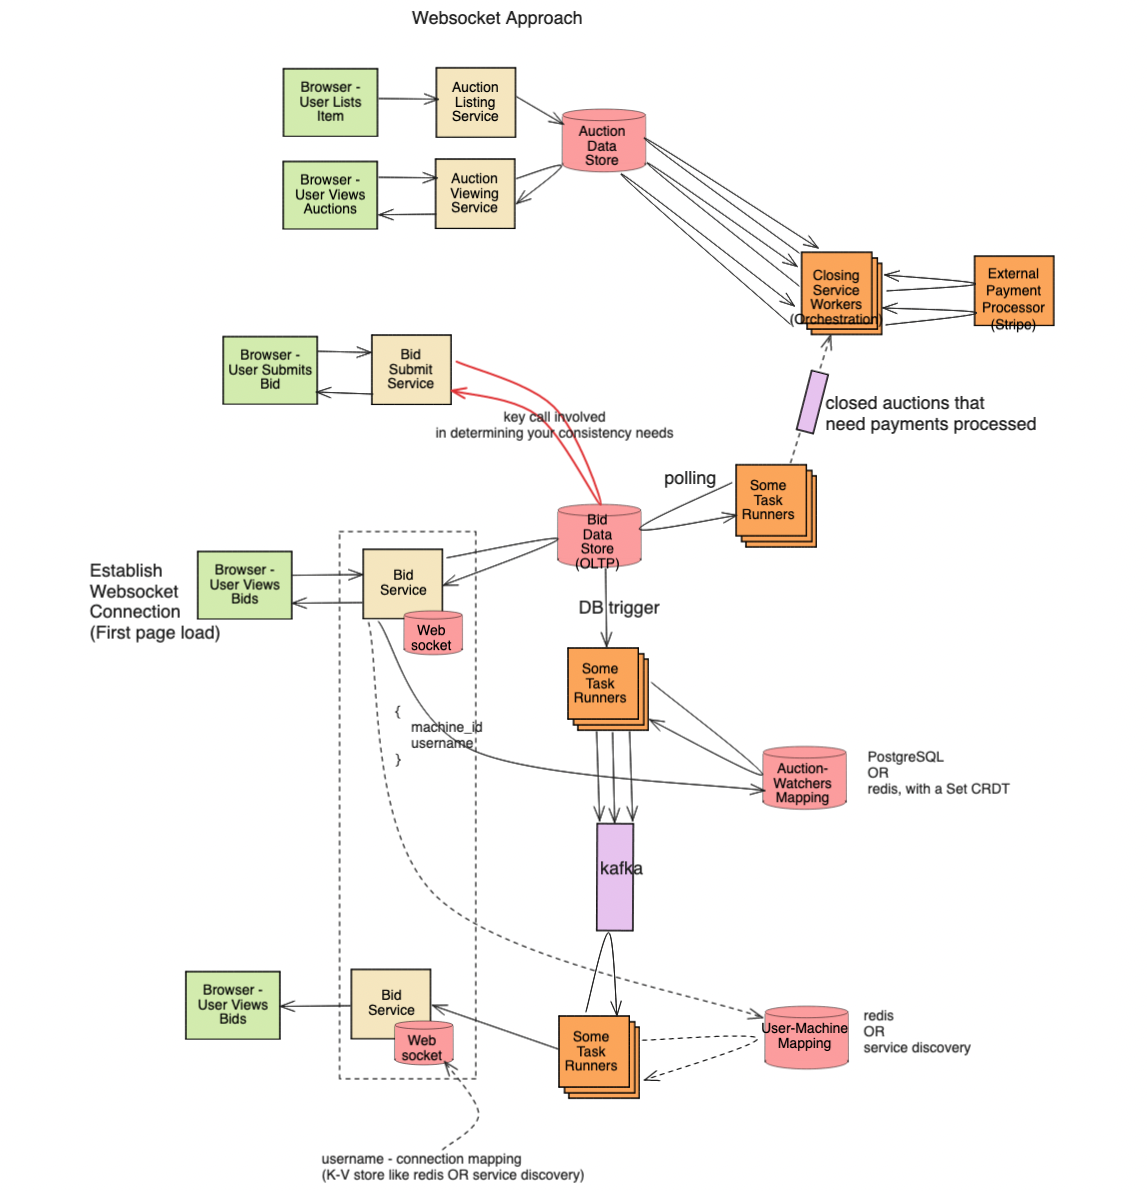 Websocket Approach
Browser -
User Lists
Item
Auction
Listing
Service
Auction
Data
Store
Browser -
User Views
Auctions
Auction
Viewing
Service
Closing
Service
Workers
(Orchestration)
External
Payment
Processor
(Stripe)
Browser -
User Submits
Bid
Bid
Submit
Service
key call involved
in determining your consistency needs
closed auctions that
need payments processed
polling
Some
Task
Runners
Bid
Data
Store
(OLTP)
Establish
Websocket
Connection
(First page load)
Browser -
User Views
Bids
Bid
Service
Web
socket
DB trigger
Some
Task
Runners
{
machine_id
username
}
Auction-
Watchers
Mapping
PostgreSQL
OR
redis, with a Set CRDT
kafka
Browser -
User Views
Bids
Bid
Service
Web
socket
Some
Task
Runners
User-Machine
Mapping
redis
OR
service discovery
username - connection mapping
(K-V store like redis OR service discovery)